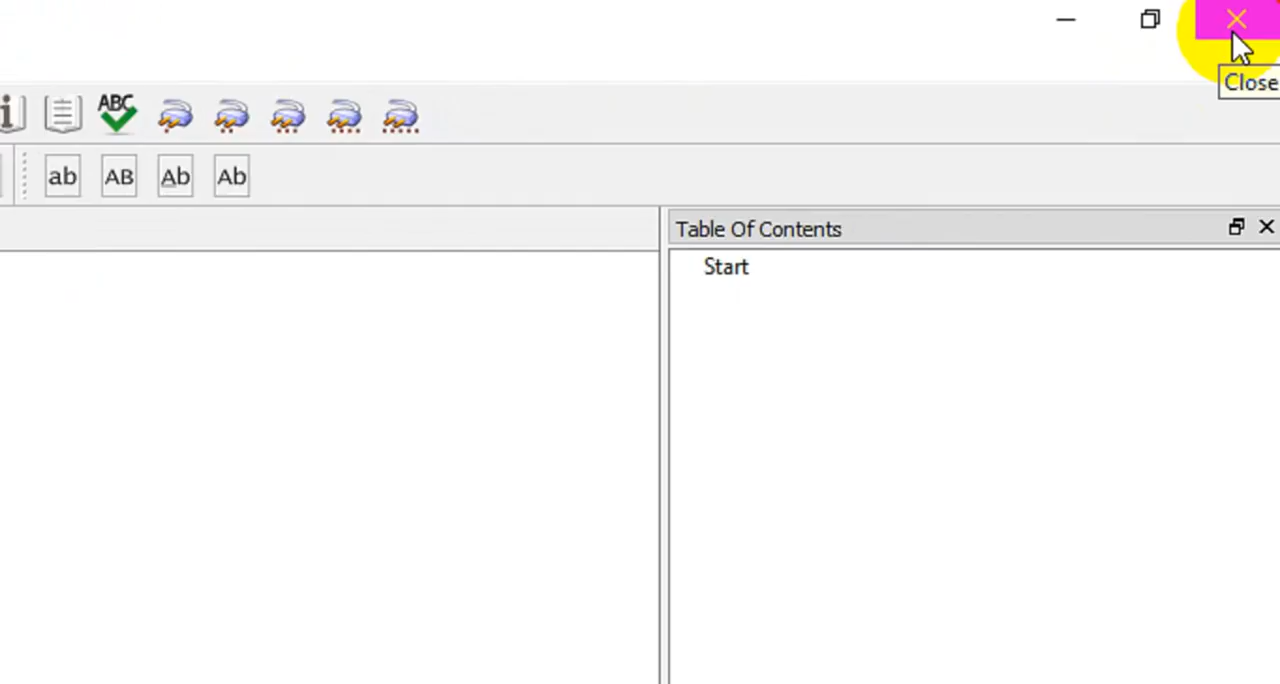 Close
ABC
ab AB Ab Ab
Table Of Contents
Start